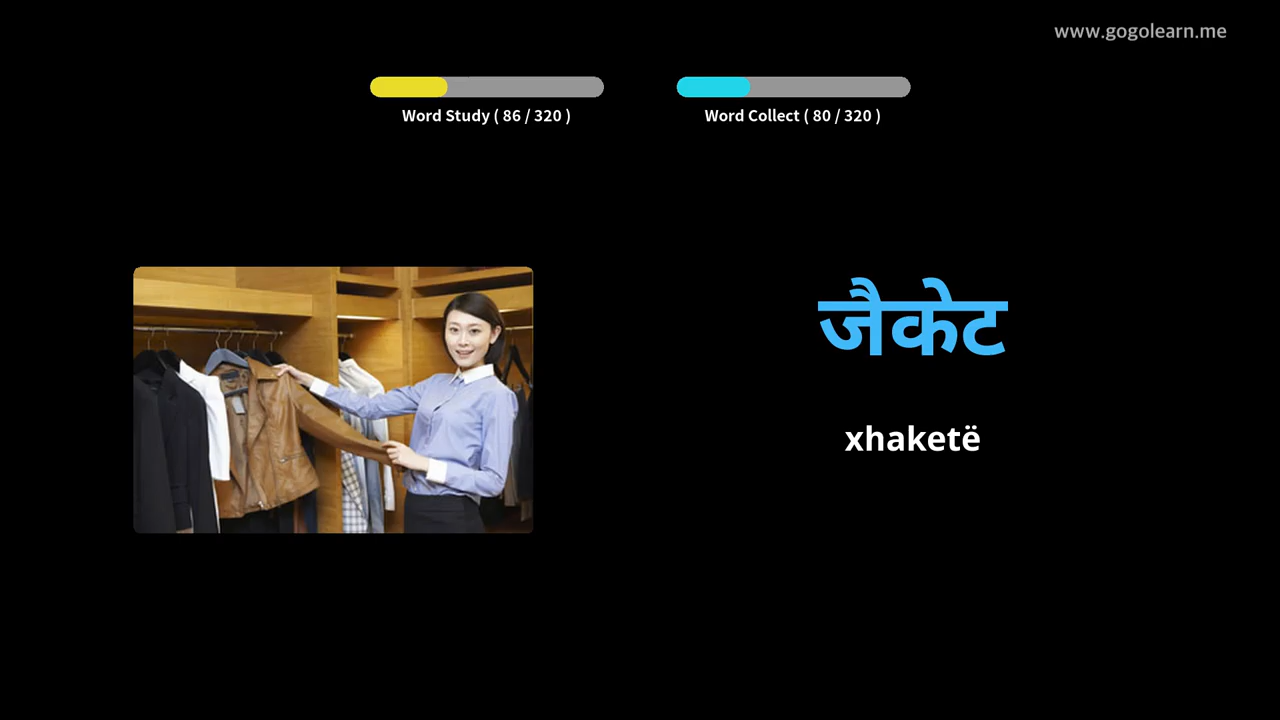 www.gogolearn.me
Word Study ( 86 / 320 )
Word Collect ( 80 / 320 )
जैकेट
xhaketë